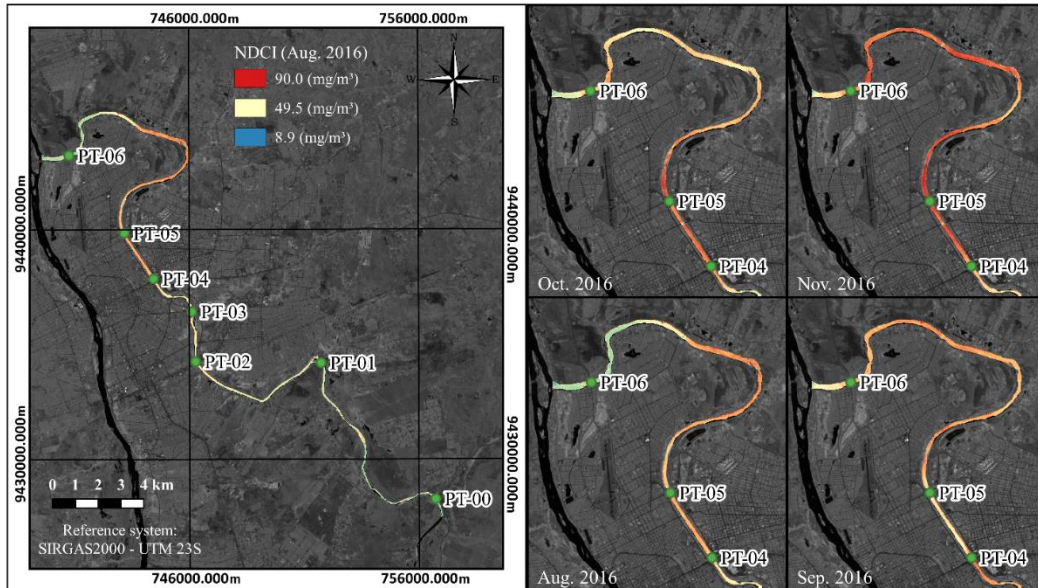 746000.000m
756000.000m
NDCI (Aug. 2016)
90.0 (mg/m³)
49.5 (mg/m³)
8.9 (mg/m³)
N
W
E
S
PT-06
PT-05
PT-04
PT-03
PT-02
PT-01
PT-00
9440000.000m
9430000.000m
9440000.000m
9430000.000m
0 1 2 3 4 km
Reference system:
SIRGAS2000 - UTM 23S
746000.000m
756000.000m
PT-06
PT-05
PT-04
Oct. 2016
PT-06
PT-05
PT-04
Nov. 2016
PT-06
PT-05
PT-04
Aug. 2016
PT-06
PT-05
PT-04
Sep. 2016